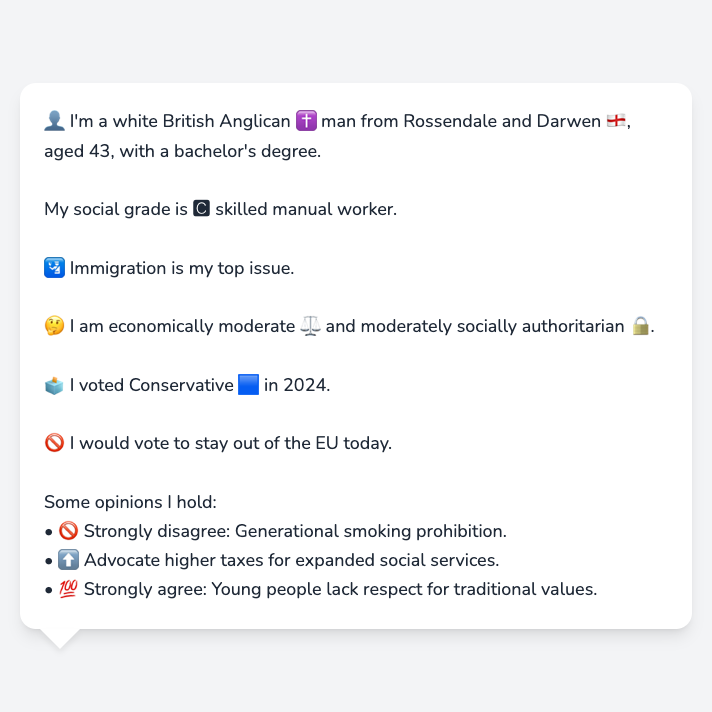 👤 I'm a white British Anglican ✝️ man from Rossendale and Darwen 🏴󠁧󠁢󠁥󠁮󠁧󠁿,
aged 43, with a bachelor's degree.
My social grade is 🅲 skilled manual worker.
🛂 Immigration is my top issue.
🤔 I am economically moderate ⚖️ and moderately socially authoritarian 🔒.
🗳️ I voted Conservative 🟦 in 2024.
🚫 I would vote to stay out of the EU today.
Some opinions I hold:
• 🚫 Strongly disagree: Generational smoking prohibition.
• ⬆️ Advocate higher taxes for expanded social services.
• 💯 Strongly agree: Young people lack respect for traditional values.